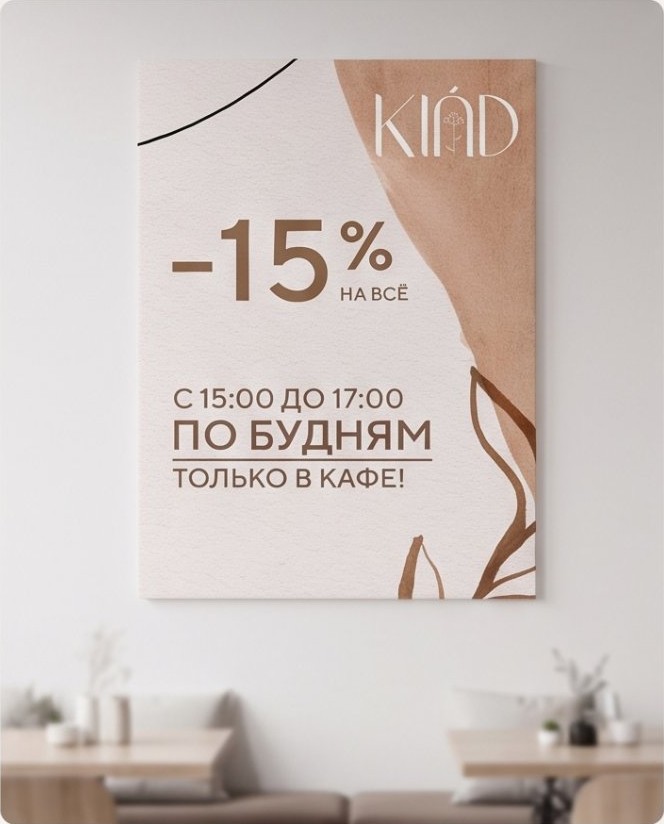 KIÁD
-15%
НА ВСЁ
С 15:00 ДО 17:00
ПО БУДНЯМ
ТОЛЬКО В КАФЕ!